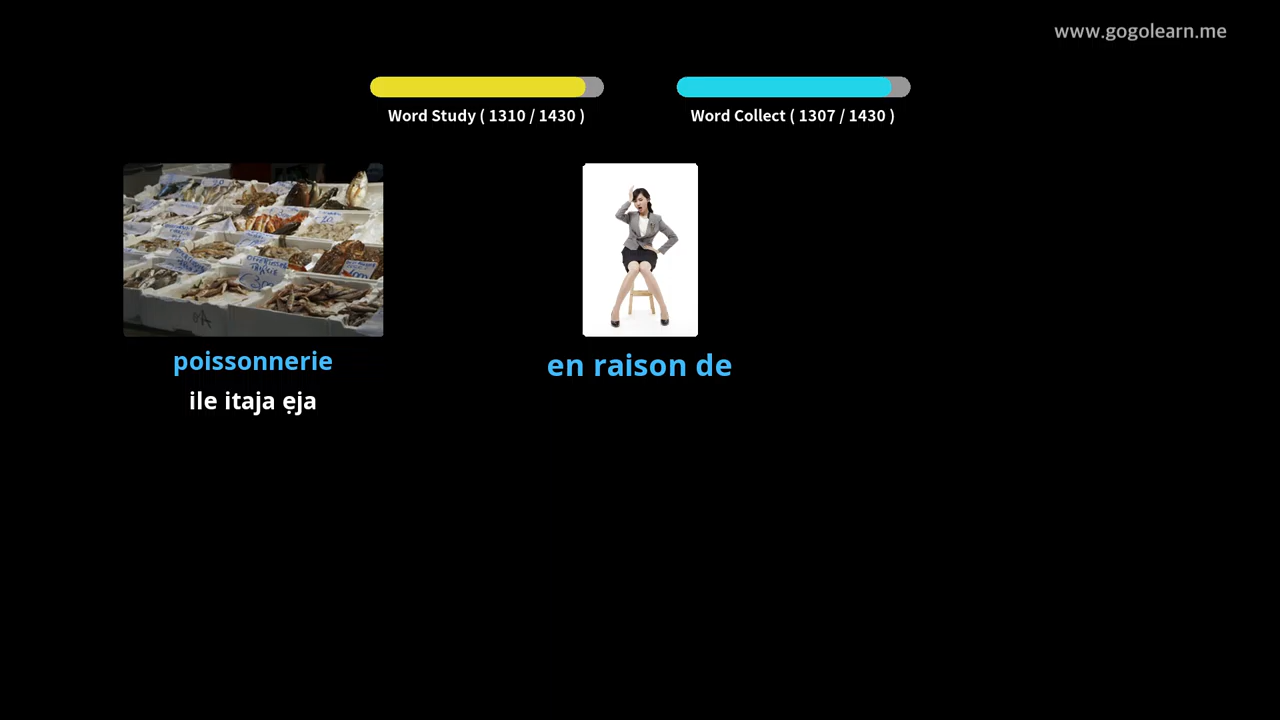 www.gogolearn.me
Word Study ( 1310 / 1430 )
Word Collect ( 1307 / 1430 )
poissonnerie
ile itaja ẹja
en raison de